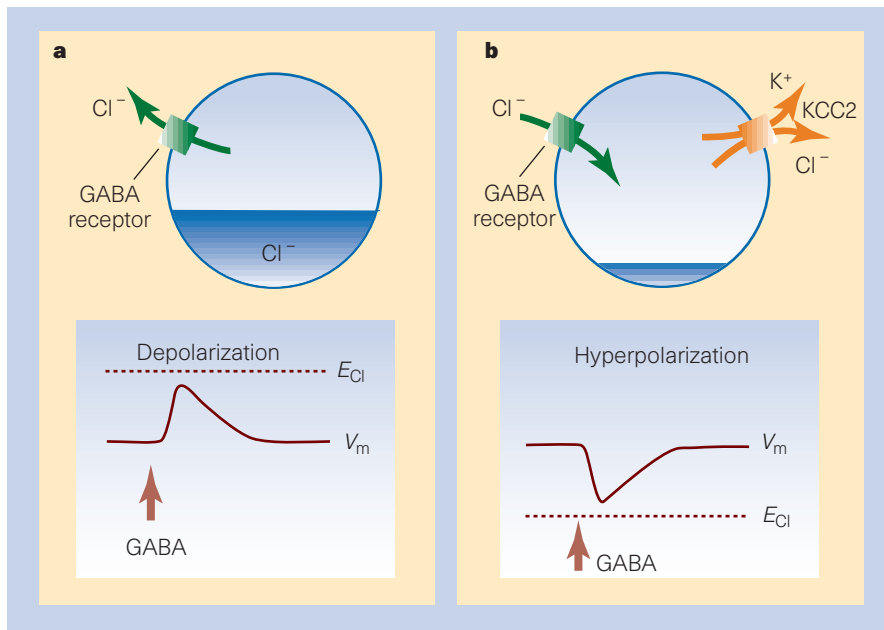 a
Cl⁻
GABA
receptor
Cl⁻
Depolarization
E_Cl
V_m
GABA
b
Cl⁻
GABA
receptor
K⁺
KCC2
Cl⁻
Hyperpolarization
V_m
E_Cl
GABA